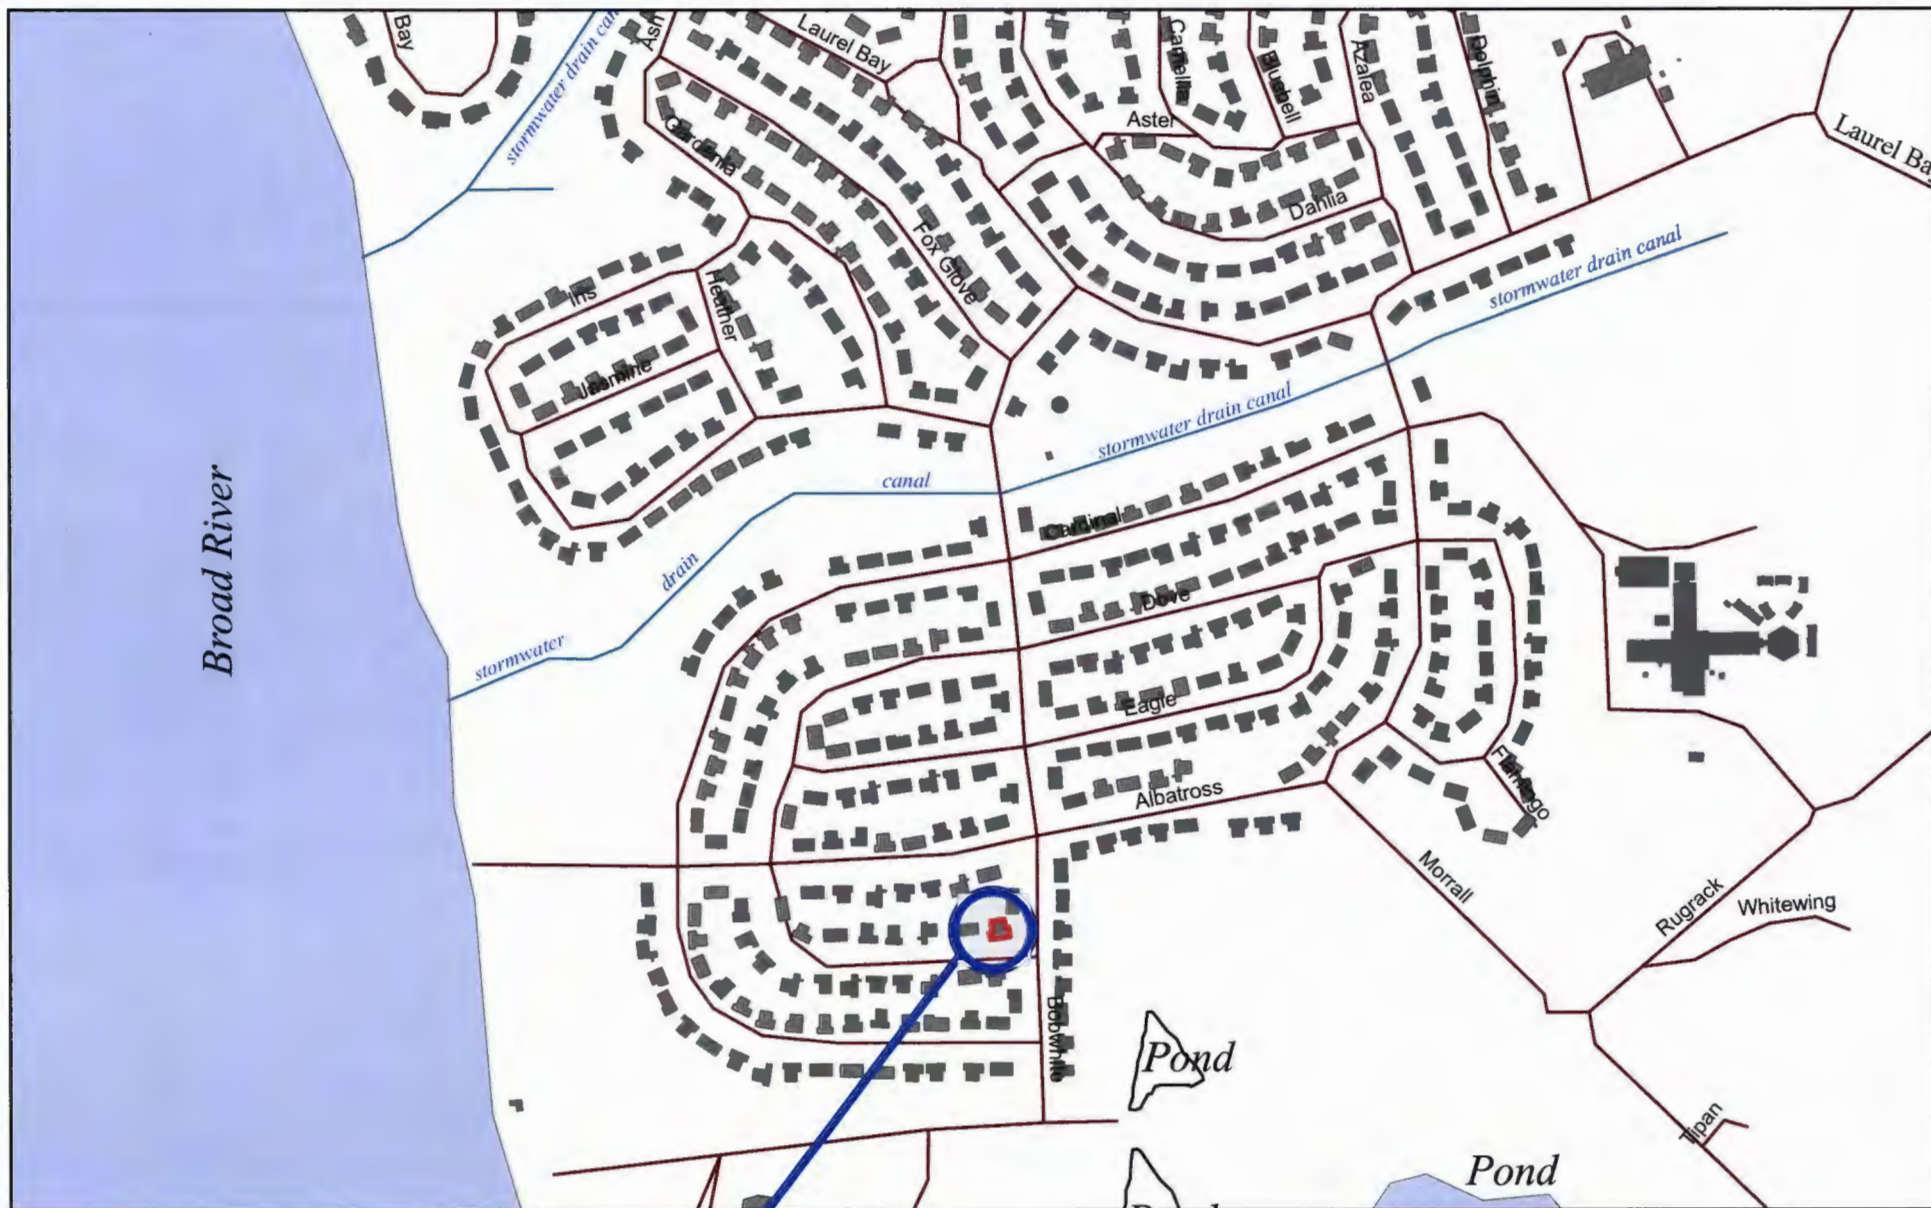 Bay
Ash
Laurel Bay
Camellia
Bluebell
Azalea
Dolphin
stormwater drain can
Aster
Laurel Bay
Gardenia
Dahlia
Fox Glove
stormwater drain canal
Iris
Heather
Jasmine
stormwater drain canal
canal
Cardinal
Broad River
drain
Dove
stormwater
Eagle
Flamingo
Albatross
Morrall
Rugrack
Whitewing
Bobwhite
Pond
Tipan
Pond